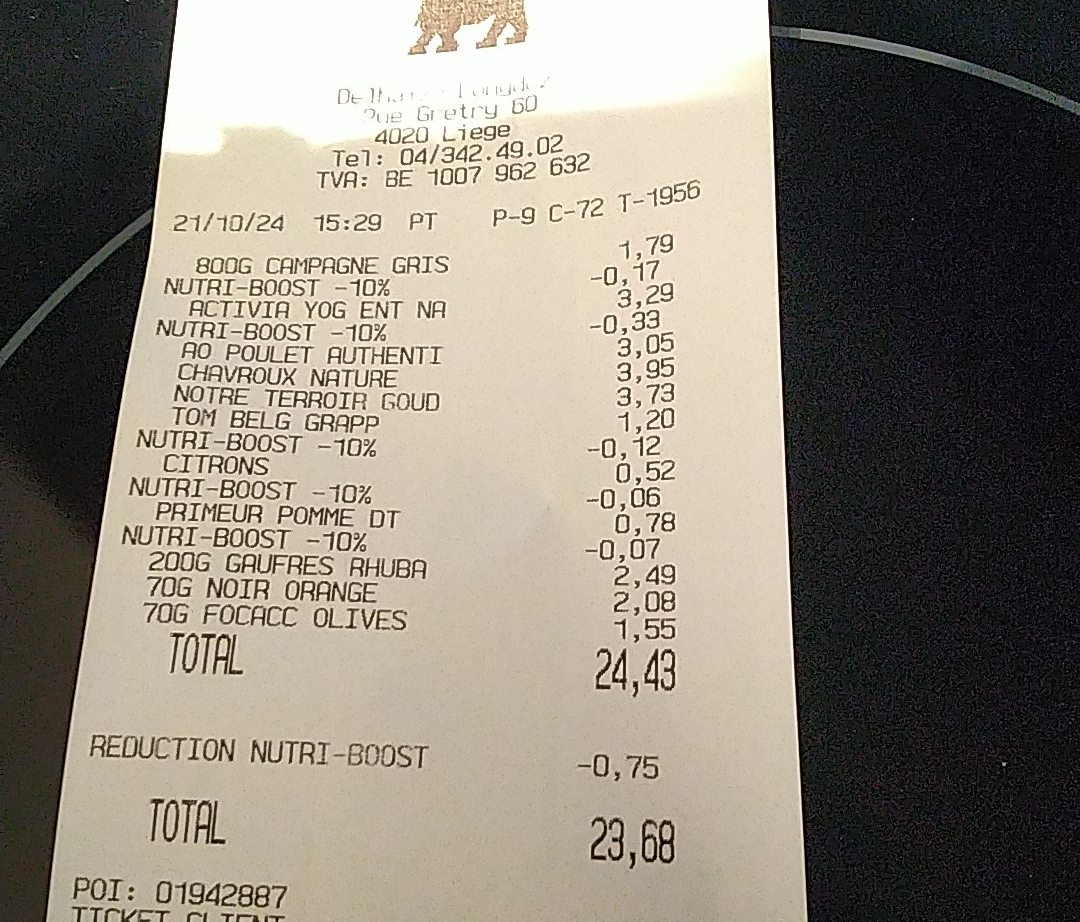 Rue Gretry 60
4020 Liege
Tel: 04/342.49.02
TVA: BE 1007 962 632
21/10/24 15:29 PT P-9 C-72 T-1956
800G CAMPAGNE GRIS 1,79
NUTRI-BOOST -10% -0,17
ACTIVIA YOG ENT NA 3,29
NUTRI-BOOST -10% -0,33
AO POULET AUTHENTI 3,05
CHAVROUX NATURE 3,95
NOTRE TERROIR GOUD 3,73
TOM BELG GRAPP 1,20
NUTRI-BOOST -10% -0,12
CITRONS 0,52
NUTRI-BOOST -10% -0,06
PRIMEUR POMME DT 0,78
NUTRI-BOOST -10% -0,07
200G GAUFRES RHUBA 2,49
70G NOIR ORANGE 2,08
70G FOCACC OLIVES 1,55
TOTAL 24,43
REDUCTION NUTRI-BOOST -0,75
TOTAL 23,68
POI: 01942887
TICKET CLIENT